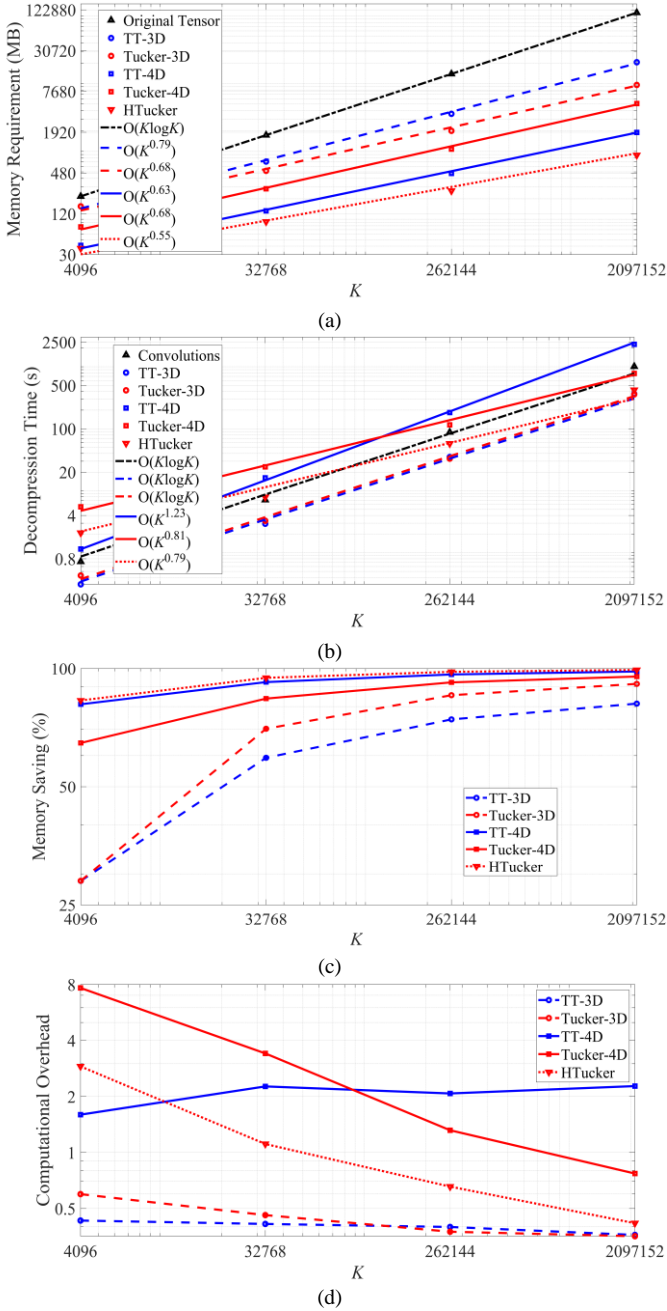 122880
30720
7680
1920
480
120
30
Memory Requirement (MB)
Original Tensor
TT-3D
Tucker-3D
TT-4D
Tucker-4D
HTucker
O(KlogK)
O(K^0.79)
O(K^0.68)
O(K^0.63)
O(K^0.68)
O(K^0.55)
4096 32768 262144 2097152
K
(a)
2500
500
100
20
4
0.8
Decompression Time (s)
Convolutions
TT-3D
Tucker-3D
TT-4D
Tucker-4D
HTucker
O(KlogK)
O(KlogK)
O(KlogK)
O(K^1.23)
O(K^0.81)
O(K^0.79)
4096 32768 262144 2097152
K
(b)
100
50
25
Memory Saving (%)
TT-3D
Tucker-3D
TT-4D
Tucker-4D
HTucker
4096 32768 262144 2097152
K
(c)
8
4
2
1
0.5
Computational Overhead
TT-3D
Tucker-3D
TT-4D
Tucker-4D
HTucker
4096 32768 262144 2097152
K
(d)